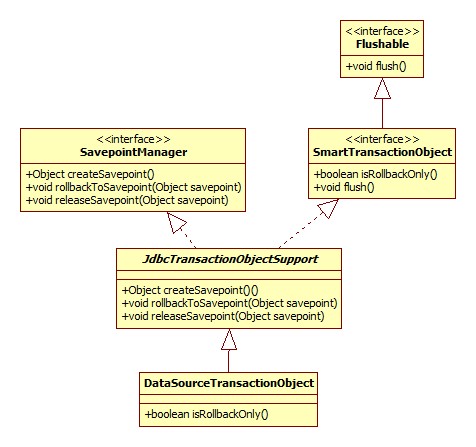 <<interface>>
Flushable
+void flush()
<<interface>>
SavepointManager
+Object createSavepoint()
+void rollbackToSavepoint(Object savepoint)
+void releaseSavepoint(Object savepoint)
<<interface>>
SmartTransactionObject
+boolean isRollbackOnly()
+void flush()
JdbcTransactionObjectSupport
+Object createSavepoint()()
+void rollbackToSavepoint(Object savepoint)
+void releaseSavepoint(Object savepoint)
DataSourceTransactionObject
+boolean isRollbackOnly()